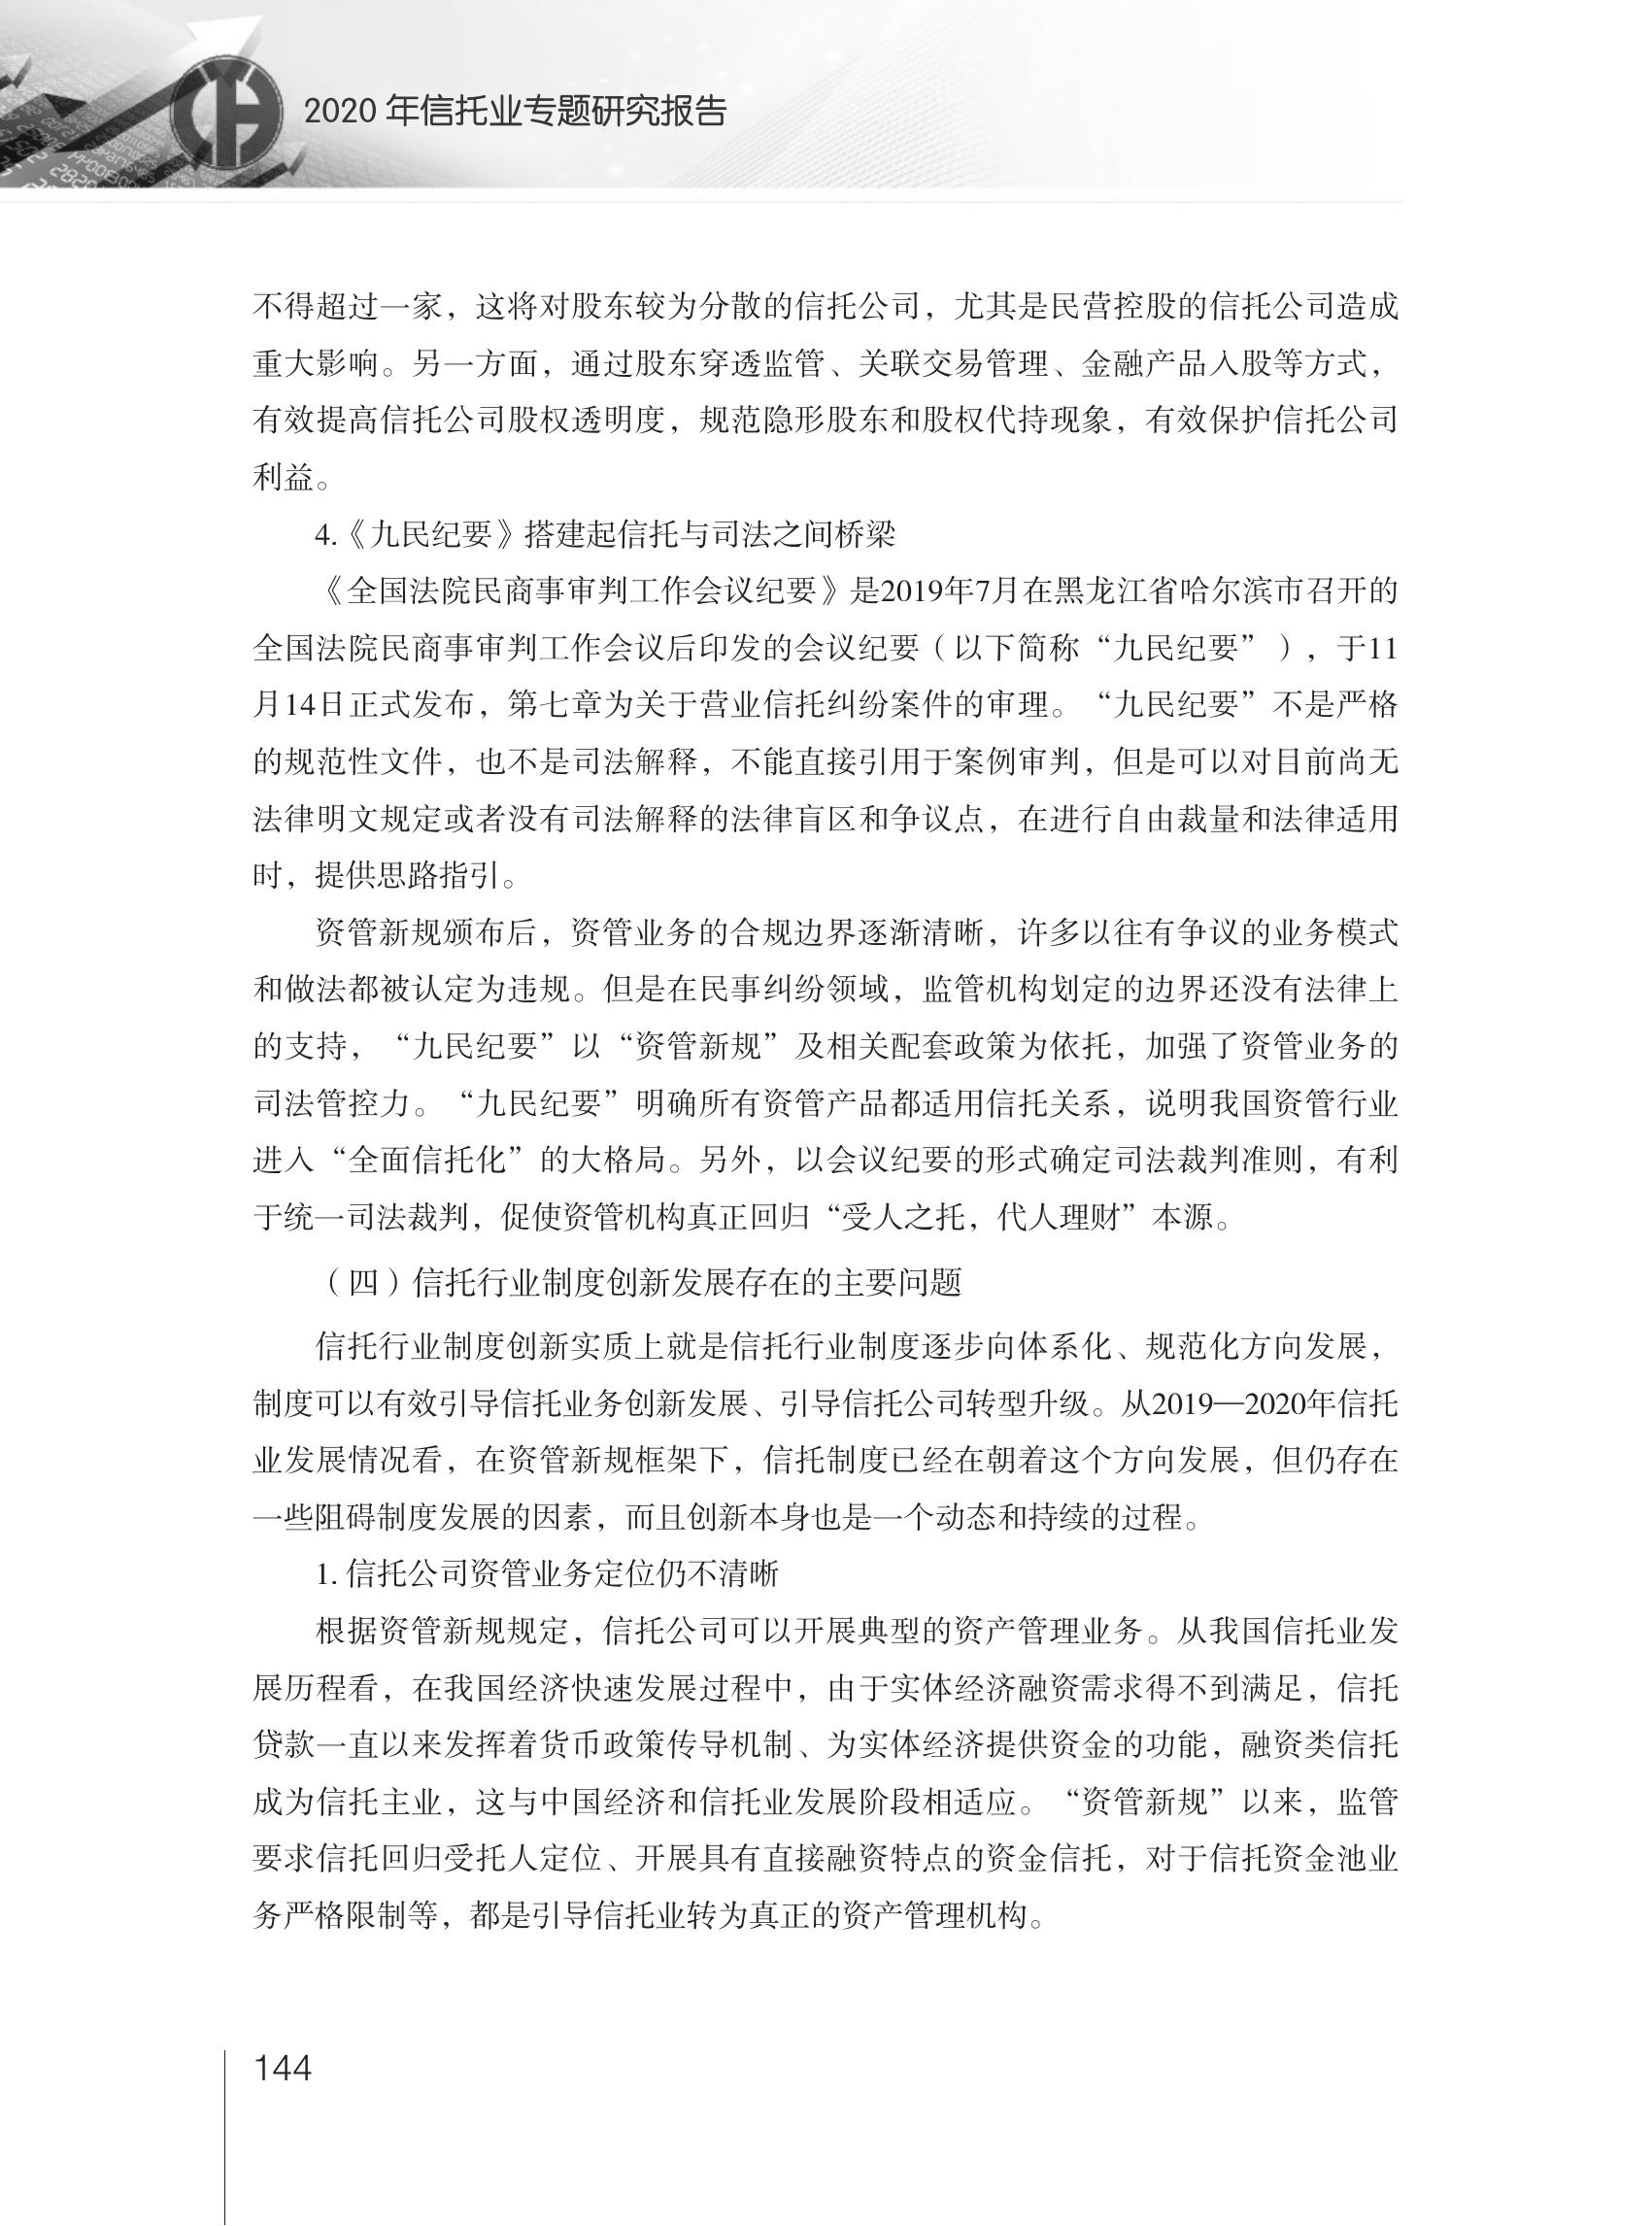 2020 年信托业专题研究报告
不得超过一家，这将对股东较为分散的信托公司，尤其是民营控股的信托公司造成
重大影响。另一方面，通过股东穿透监管、关联交易管理、金融产品入股等方式，
有效提高信托公司股权透明度，规范隐形股东和股权代持现象，有效保护信托公司
利益。
4.《九民纪要》搭建起信托与司法之间桥梁
《全国法院民商事审判工作会议纪要》是2019年7月在黑龙江省哈尔滨市召开的
全国法院民商事审判工作会议后印发的会议纪要（以下简称“九民纪要”），于11
月14日正式发布，第七章为关于营业信托纠纷案件的审理。“九民纪要”不是严格
的规范性文件，也不是司法解释，不能直接引用于案例审判，但是可以对目前尚无
法律明文规定或者没有司法解释的法律盲区和争议点，在进行自由裁量和法律适用
时，提供思路指引。
资管新规颁布后，资管业务的合规边界逐渐清晰，许多以往有争议的业务模式
和做法都被认定为违规。但是在民事纠纷领域，监管机构划定的边界还没有法律上
的支持，“九民纪要”以“资管新规”及相关配套政策为依托，加强了资管业务的
司法管控力。“九民纪要”明确所有资管产品都适用信托关系，说明我国资管行业
进入“全面信托化”的大格局。另外，以会议纪要的形式确定司法裁判准则，有利
于统一司法裁判，促使资管机构真正回归“受人之托，代人理财”本源。
（四）信托行业制度创新发展存在的主要问题
信托行业制度创新实质上就是信托行业制度逐步向体系化、规范化方向发展，
制度可以有效引导信托业务创新发展、引导信托公司转型升级。从2019—2020年信托
业发展情况看，在资管新规框架下，信托制度已经在朝着这个方向发展，但仍存在
一些阻碍制度发展的因素，而且创新本身也是一个动态和持续的过程。
1. 信托公司资管业务定位仍不清晰
根据资管新规规定，信托公司可以开展典型的资产管理业务。从我国信托业发
展历程看，在我国经济快速发展过程中，由于实体经济融资需求得不到满足，信托
贷款一直以来发挥着货币政策传导机制、为实体经济提供资金的功能，融资类信托
成为信托主业，这与中国经济和信托业发展阶段相适应。“资管新规”以来，监管
要求信托回归受托人定位、开展具有直接融资特点的资金信托，对于信托资金池业
务严格限制等，都是引导信托业转为真正的资产管理机构。
144